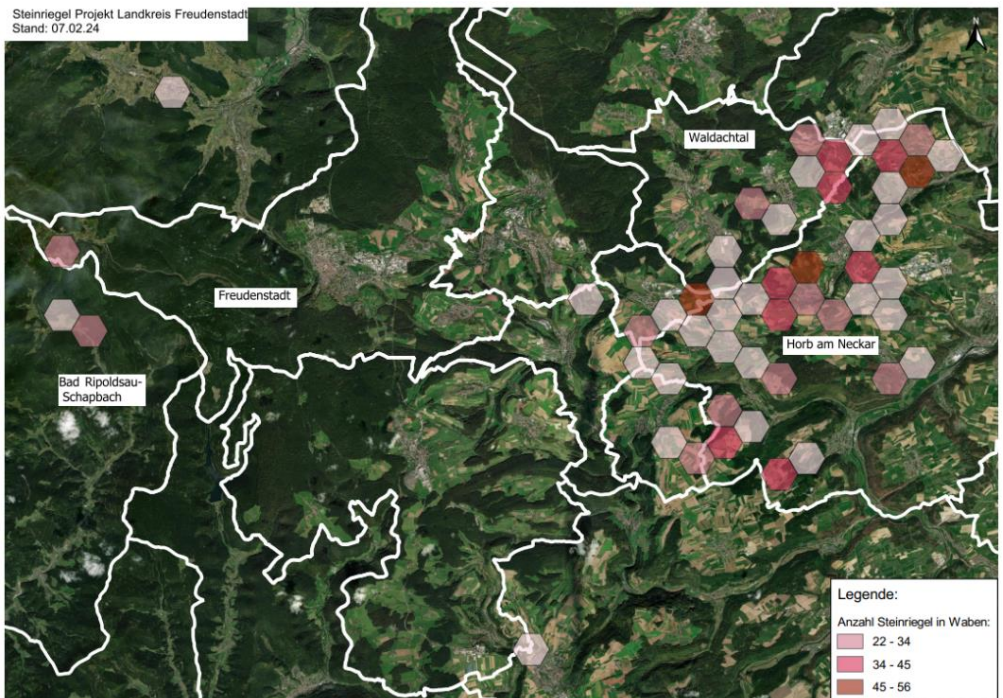 Steinriegel Projekt Landkreis Freudenstadt
Stand: 07.02.24
N
Waldachtal
Freudenstadt
Horb am Neckar
Bad Ripoldsau-
Schapbach
Legende:
Anzahl Steinriegel in Waben:
22 - 34
34 - 45
45 - 56